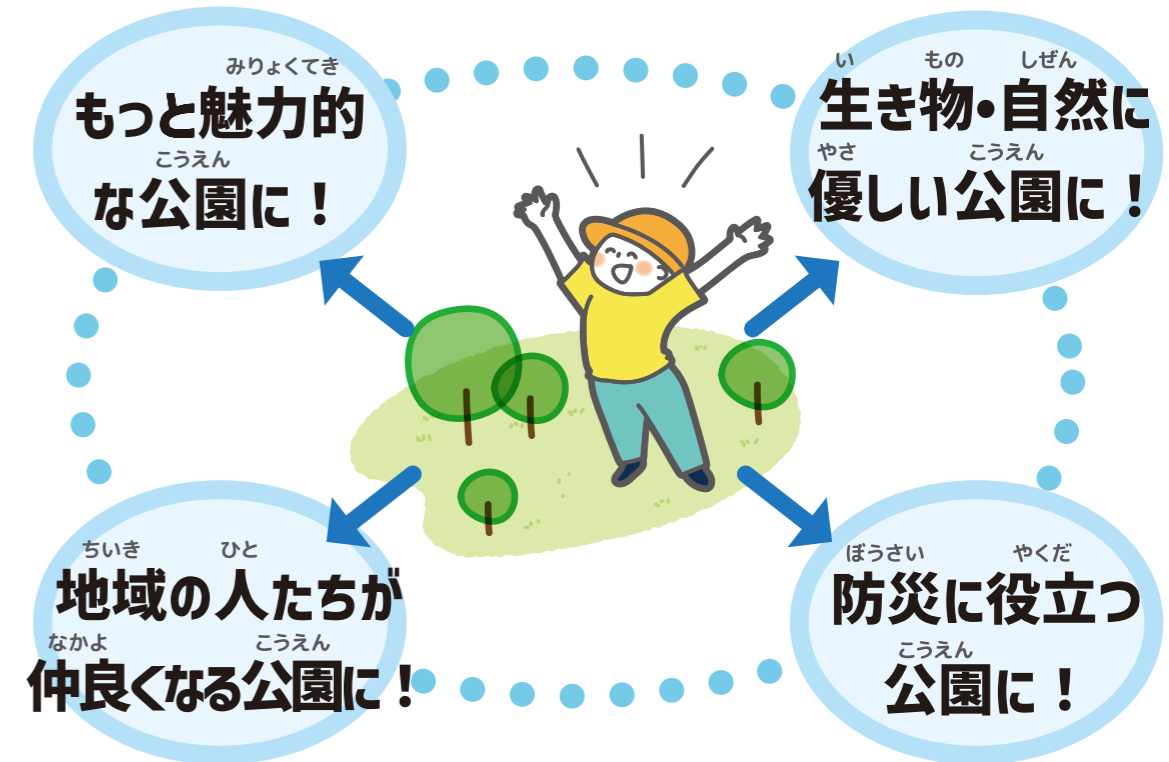 みりょくてき
もっと魅力的
こうえん
な公園に！
い もの しぜん
生き物・自然に
やさ こうえん
優しい公園に！
ちいき ひと
地域の人たちが
なかよ こうえん
仲良くなる公園に！
ぼうさい やくだ
防災に役立つ
こうえん
公園に！